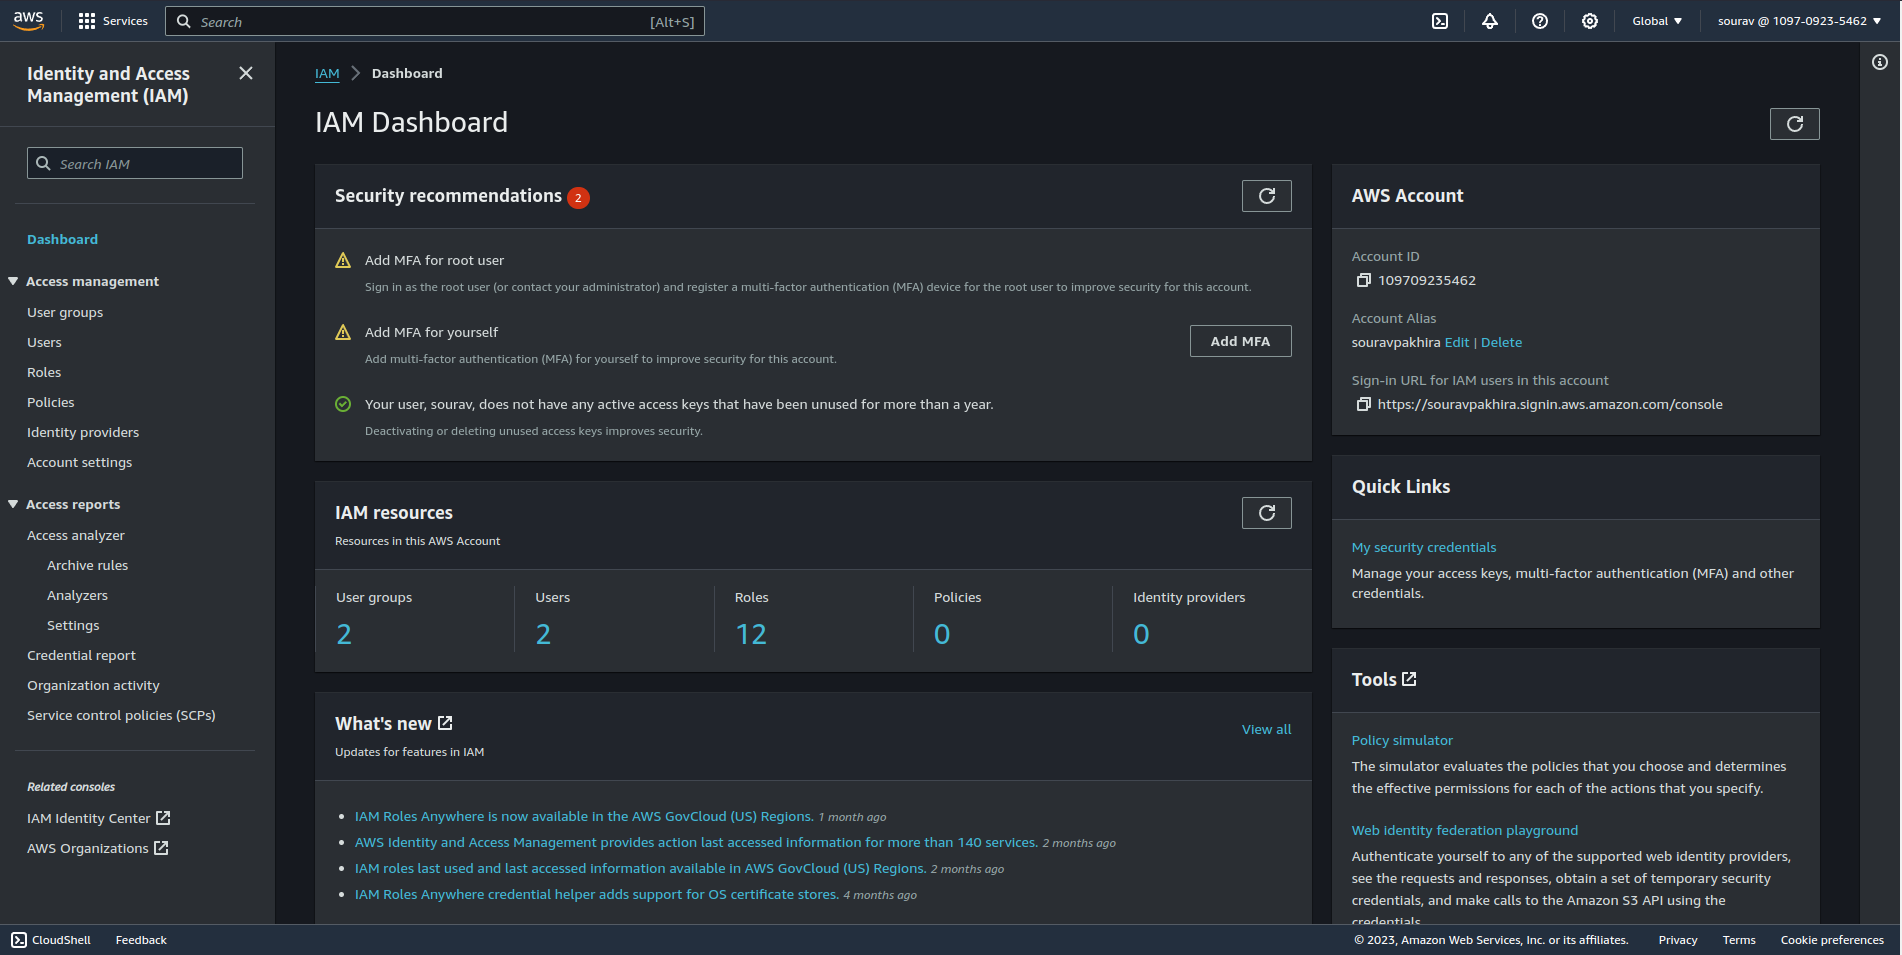 aws
Services
Search
[Alt+S]
Global
sourav @ 1097-0923-5462
Identity and Access
Management (IAM)
Search IAM
Dashboard
Access management
User groups
Users
Roles
Policies
Identity providers
Account settings
Access reports
Access analyzer
Archive rules
Analyzers
Settings
Credential report
Organization activity
Service control policies (SCPs)
Related consoles
IAM Identity Center
AWS Organizations
IAM
Dashboard
IAM Dashboard
Security recommendations 2
Add MFA for root user
Sign in as the root user (or contact your administrator) and register a multi-factor authentication (MFA) device for the root user to improve security for this account.
Add MFA for yourself
Add multi-factor authentication (MFA) for yourself to improve security for this account.
Add MFA
Your user, sourav, does not have any active access keys that have been unused for more than a year.
Deactivating or deleting unused access keys improves security.
IAM resources
Resources in this AWS Account
User groups
2
Users
2
Roles
12
Policies
0
Identity providers
0
What's new
Updates for features in IAM
View all
IAM Roles Anywhere is now available in the AWS GovCloud (US) Regions. 1 month ago
AWS Identity and Access Management provides action last accessed information for more than 140 services. 2 months ago
IAM roles last used and last accessed information available in AWS GovCloud (US) Regions. 2 months ago
IAM Roles Anywhere credential helper adds support for OS certificate stores. 4 months ago
AWS Account
Account ID
109709235462
Account Alias
souravpakhira Edit | Delete
Sign-in URL for IAM users in this account
https://souravpakhira.signin.aws.amazon.com/console
Quick Links
My security credentials
Manage your access keys, multi-factor authentication (MFA) and other
credentials.
Tools
Policy simulator
The simulator evaluates the policies that you choose and determines
the effective permissions for each of the actions that you specify.
Web identity federation playground
Authenticate yourself to any of the supported web identity providers,
see the requests and responses, obtain a set of temporary security
credentials, and make calls to the Amazon S3 API using the
credentials.
CloudShell
Feedback
© 2023, Amazon Web Services, Inc. or its affiliates.
Privacy
Terms
Cookie preferences